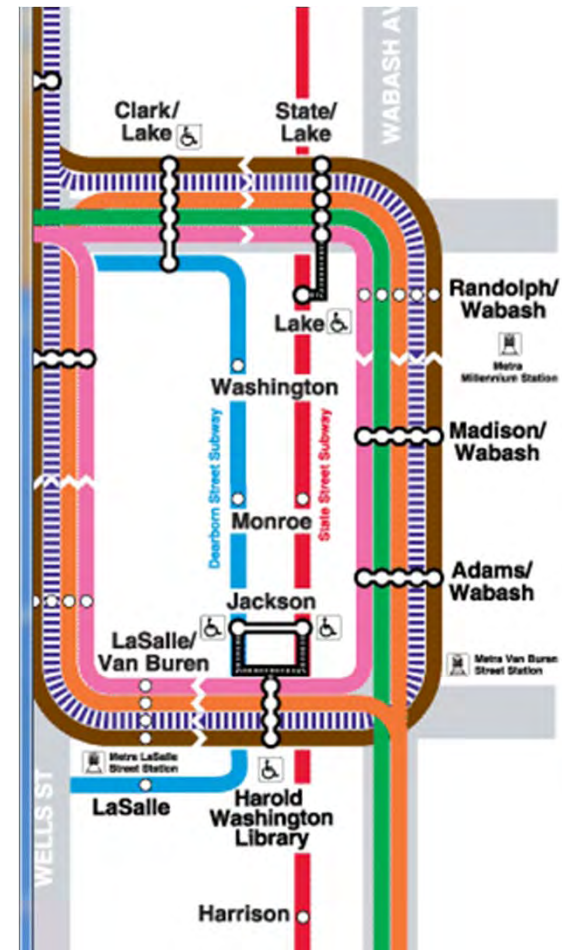 WABASH AV
Clark/
Lake
State/
Lake
Lake
Randolph/
Wabash
Metra
Millennium Station
Washington
Madison/
Wabash
Dearborn Street Subway
State Street Subway
Monroe
Adams/
Wabash
Jackson
LaSalle/
Van Buren
Metra Van Buren
Street Station
Metra LaSalle
Street Station
LaSalle
Harold
Washington
Library
WELLS ST
Harrison